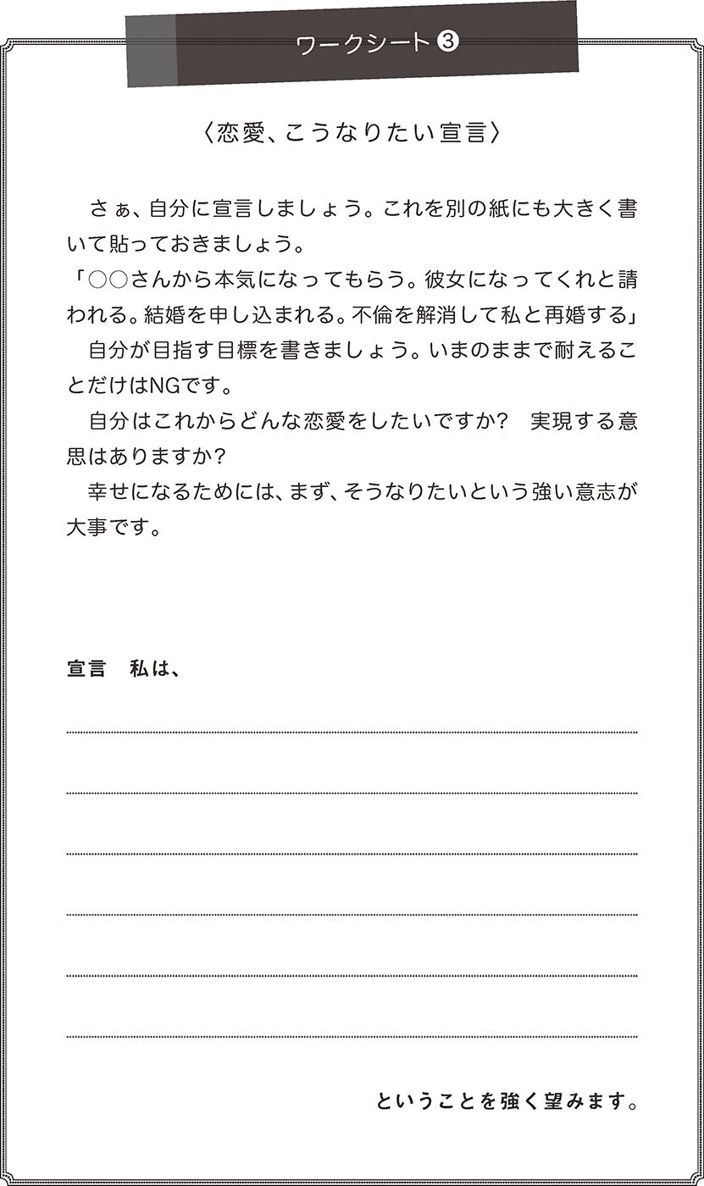 ワークシート❸
〈恋愛、こうなりたい宣言〉
　さぁ、自分に宣言しましょう。これを別の紙にも大きく書
いて貼っておきましょう。
「○○さんから本気になってもらう。彼女になってくれと請
われる。結婚を申し込まれる。不倫を解消して私と再婚する」
　自分が目指す目標を書きましょう。いまのままで耐えるこ
とだけはNGです。
　自分はこれからどんな恋愛をしたいですか？　実現する意
思はありますか？
　幸せになるためには、まず、そうなりたいという強い意志が
大事です。
宣言　私は、
ということを強く望みます。